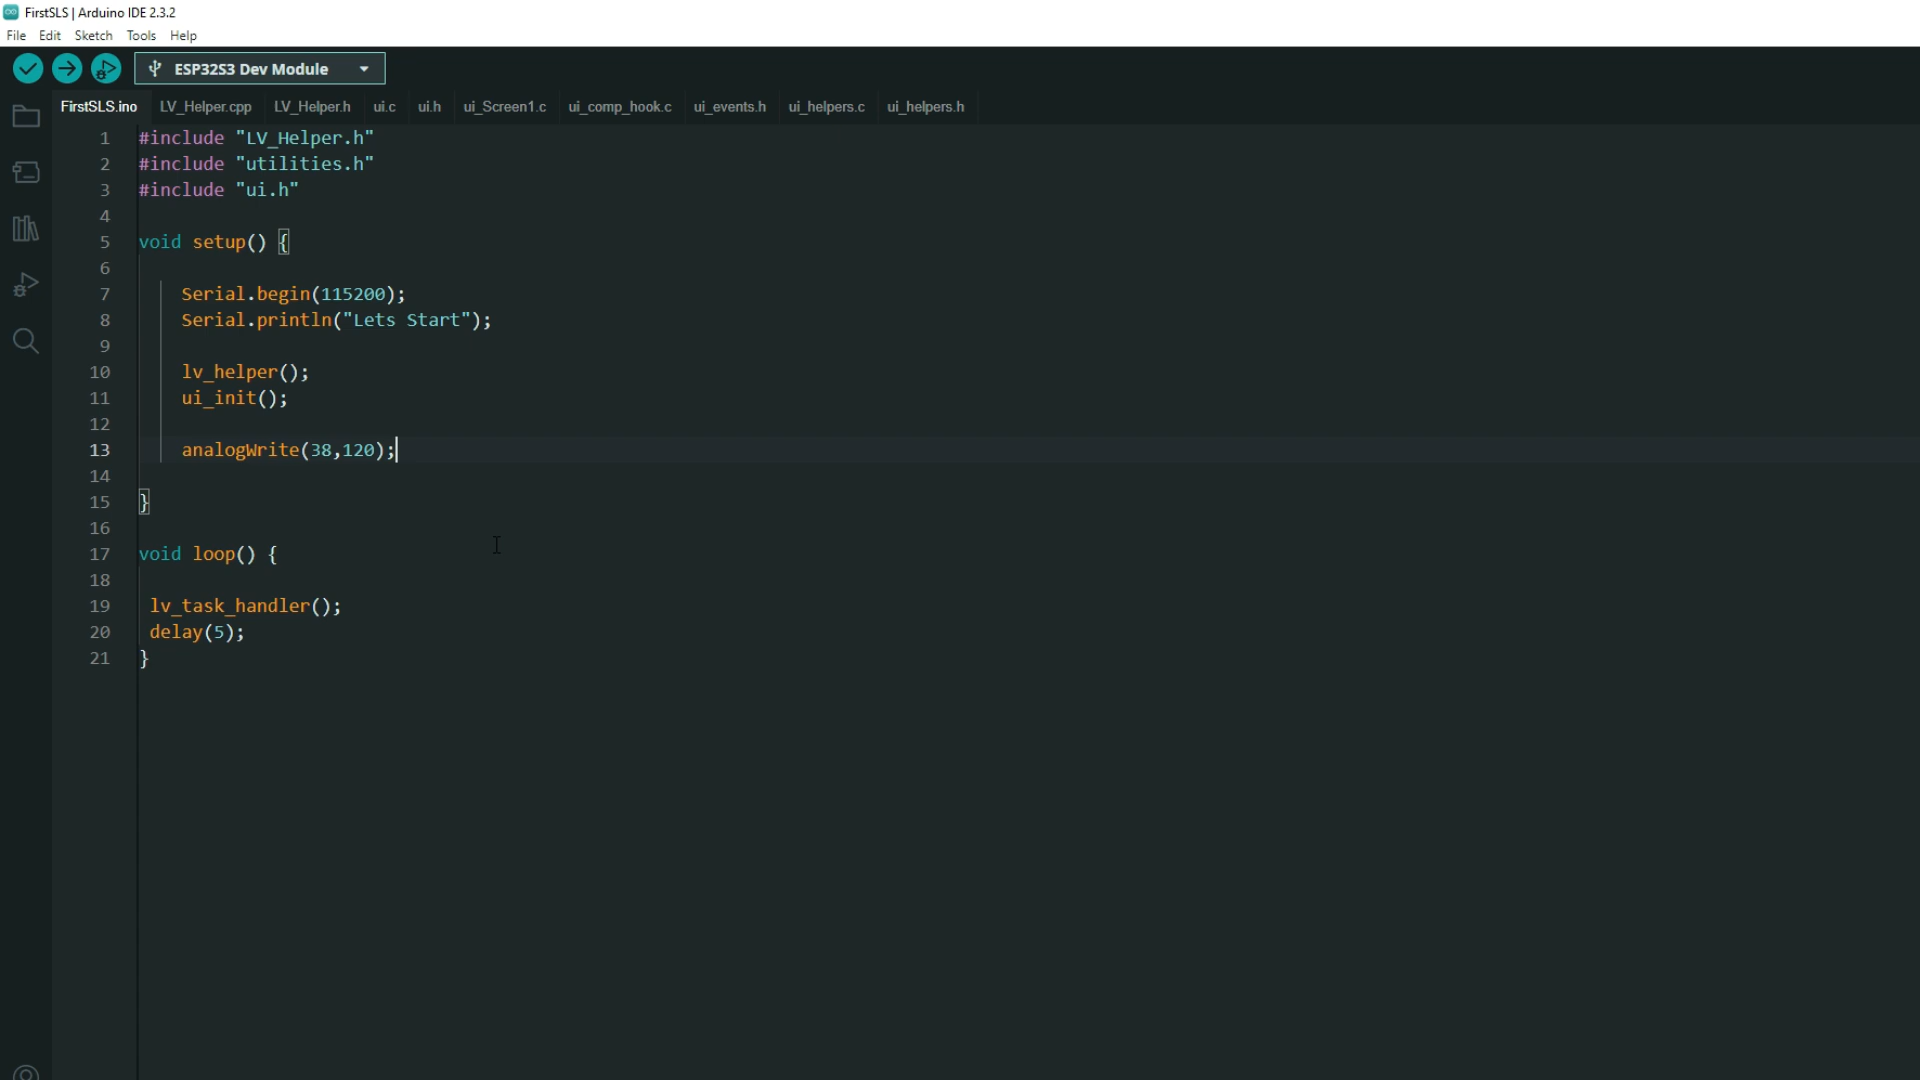 FirstSLS | Arduino IDE 2.3.2
File Edit Sketch Tools Help
ESP32S3 Dev Module
FirstSLS.ino LV_Helper.cpp LV_Helper.h ui.c ui.h ui_Screen1.c ui_comp_hook.c ui_events.h ui_helpers.c ui_helpers.h
1 #include "LV_Helper.h"
2 #include "utilities.h"
3 #include "ui.h"
4
5 void setup() {
6
7 Serial.begin(115200);
8 Serial.println("Lets Start");
9
10 lv_helper();
11 ui_init();
12
13 analogWrite(38,120);
14
15 }
16
17 void loop() {
18
19 lv_task_handler();
20 delay(5);
21 }